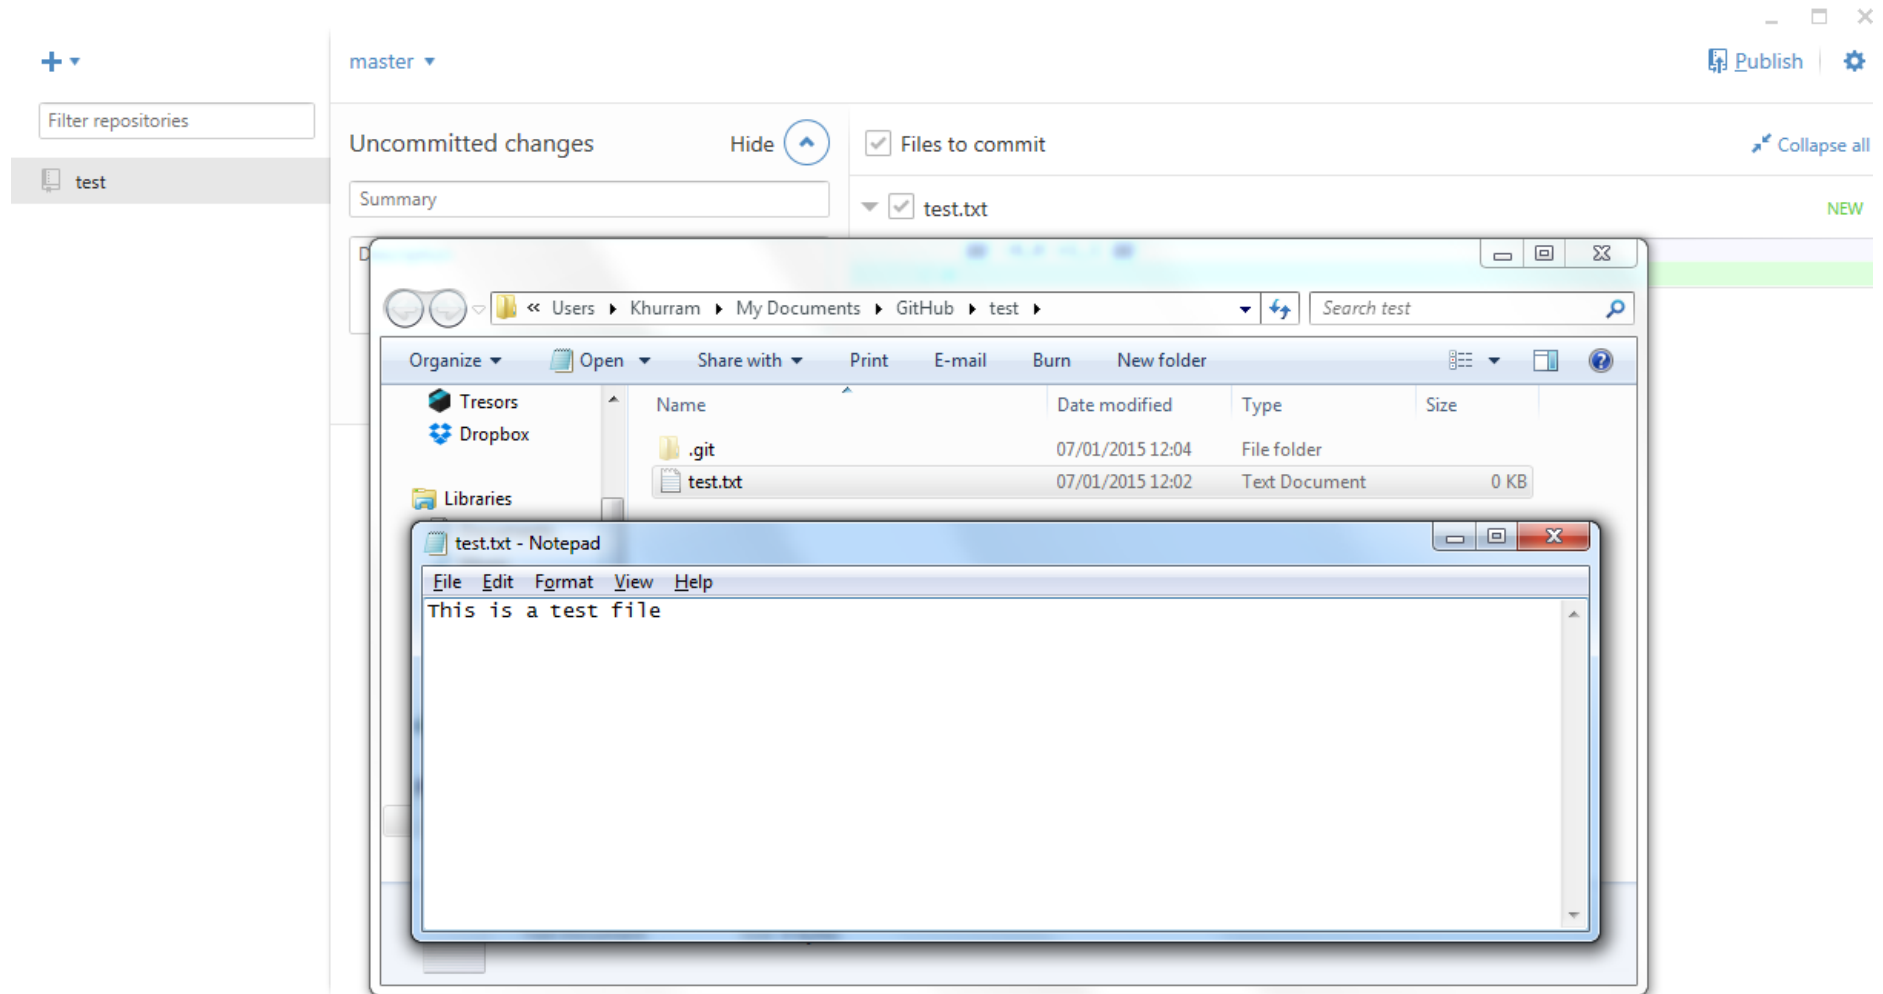 master
Publish
Filter repositories
test
Uncommitted changes
Hide
Files to commit
Collapse all
Summary
test.txt
NEW
« Users ▸ Khurram ▸ My Documents ▸ GitHub ▸ test ▸
Search test
Organize
Open
Share with
Print
E-mail
Burn
New folder
Tresors
Dropbox
Libraries
Name
Date modified
Type
Size
.git
07/01/2015 12:04
File folder
test.txt
07/01/2015 12:02
Text Document
0 KB
test.txt - Notepad
File Edit Format View Help
This is a test file